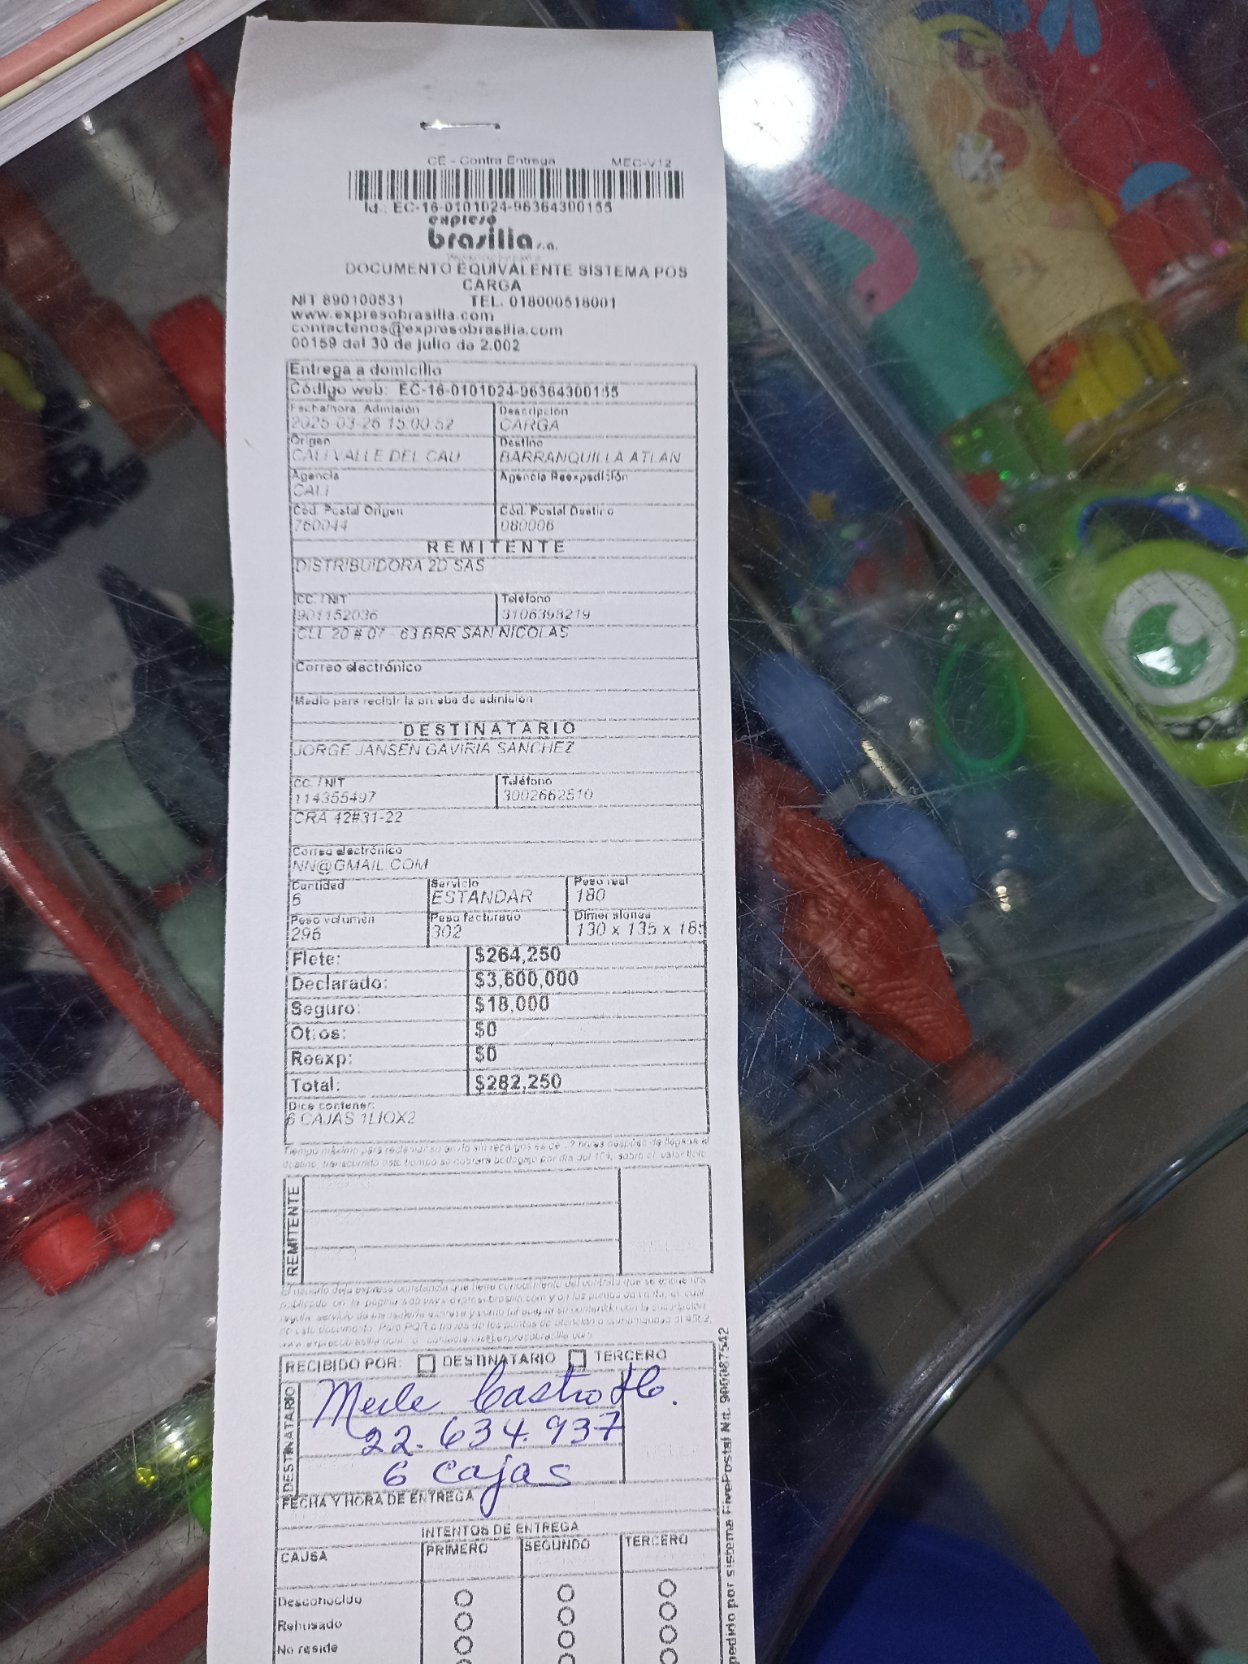 CE - Contra Entrega MEC-V12
Id.: EC-16-0101024-96364300155
expreso
brasilia s.a.
DOCUMENTO EQUIVALENTE SISTEMA POS
CARGA
NIT 890100531 TEL. 018000518001
www.expresobrasilia.com
contactenos@expresobrasilia.com
00159 del 30 de julio de 2.002
Entrega a domicilio
Código web: EC-16-0101024-96364300155
Fecha/hora Admisión Descripción
2025-03-26 15:00:52 CARGA
Origen Destino
CALI VALLE DEL CAU BARRANQUILLA ATLAN
Agencia Agencia Reexpedición
CALI
Cód. Postal Origen Cód. Postal Destino
760044 080006
REMITENTE
DISTRIBUIDORA 2D SAS
CC. / NIT Teléfono
901152036 3106398219
CLL 20 # 07 - 63 BRR SAN NICOLAS
Correo electrónico
Medio para recibir la prueba de admisión
DESTINATARIO
JORGE JANSEN GAVIRIA SANCHEZ
CC. / NIT Teléfono
114355497 3002662510
CRA 42#31-22
Correo electrónico
NN@GMAIL.COM
Cantidad Servicio Peso real
6 ESTANDAR 180
Peso volumen Peso facturado Dimensiones
296 302 130 x 135 x 165
Flete: $264,250
Declarado: $3,600,000
Seguro: $18,000
Otros: $0
Reexp: $0
Total: $282,250
Dice contener:
6 CAJAS 1LIOX2
REMITENTE
RECIBIDO POR: DESTINATARIO TERCERO
DESTINATARIO
Merle Castro
22.634.937
6 cajas
FECHA Y HORA DE ENTREGA
INTENTOS DE ENTREGA
CAUSA PRIMERO SEGUNDO TERCERO
Desconocido
Rehusado
No reside
pedido por sistema FivePostal Nit. 900087542